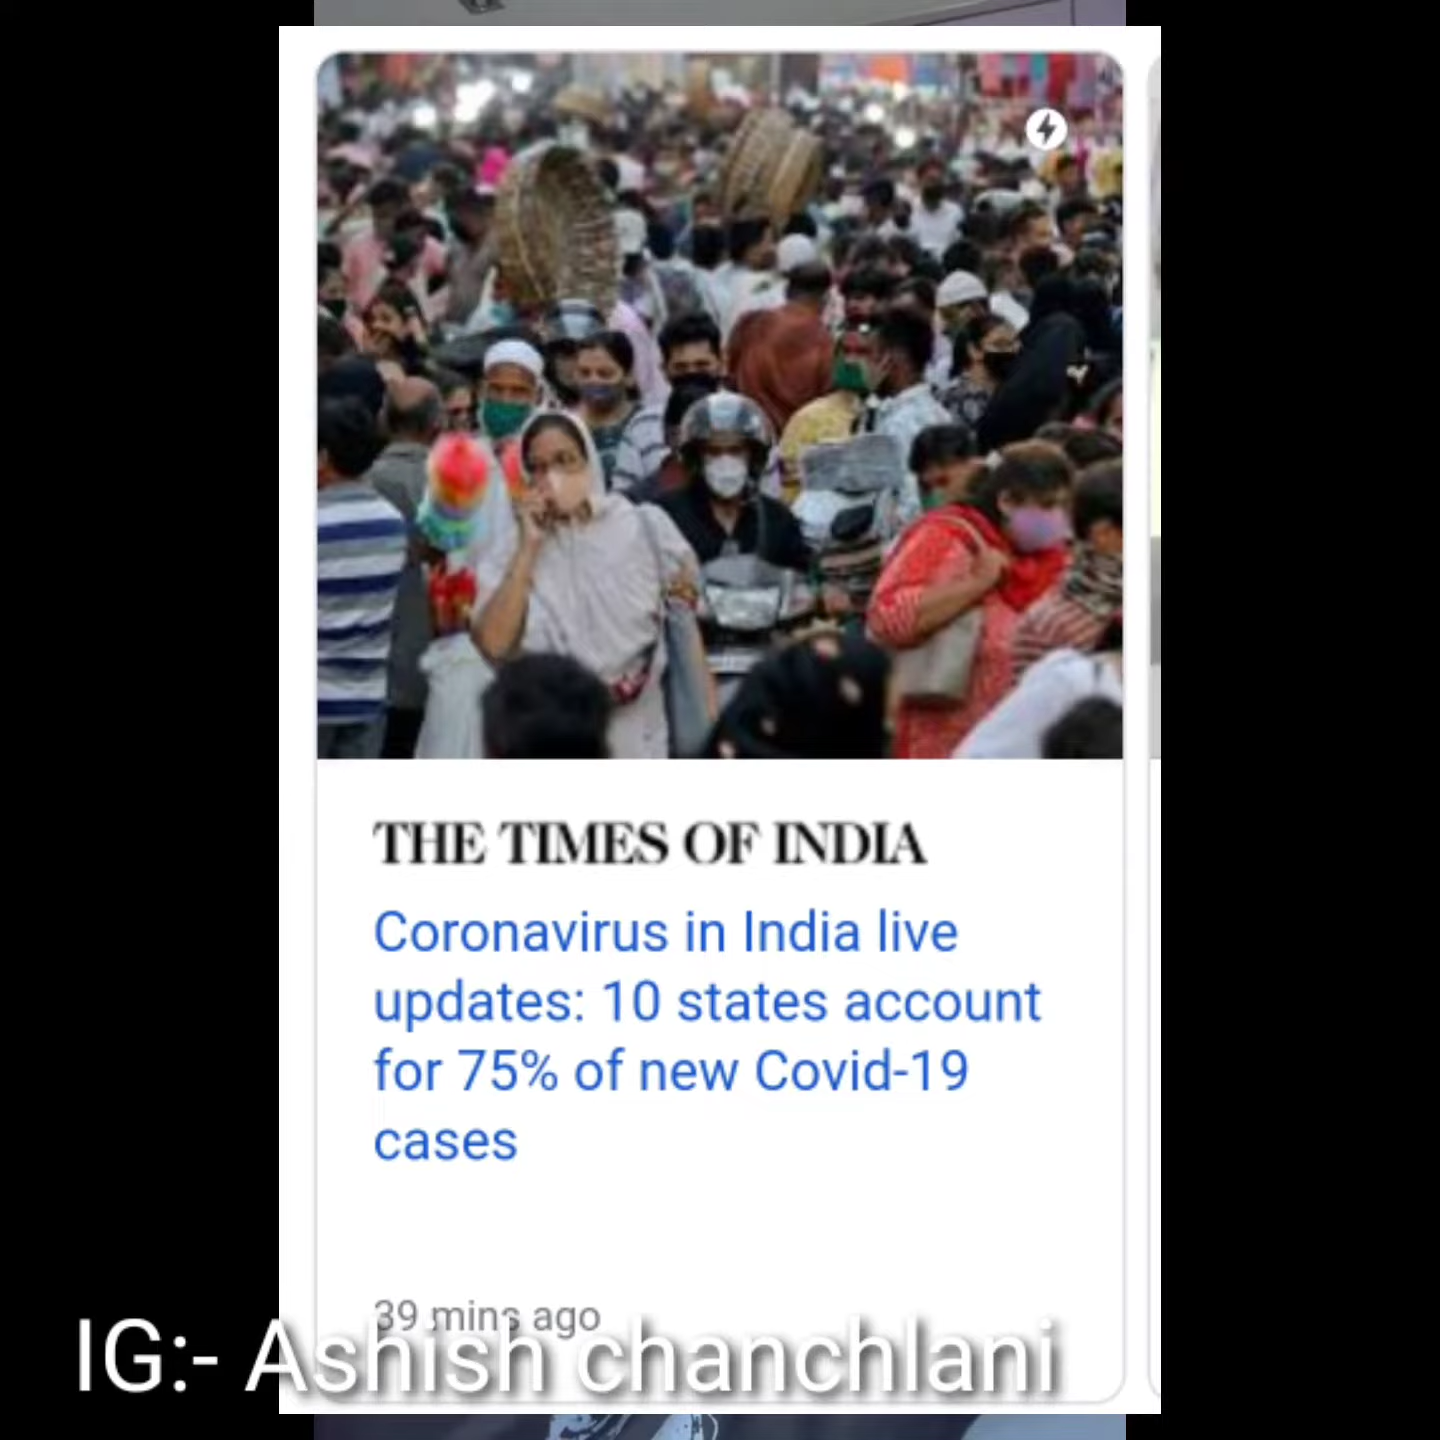 THE TIMES OF INDIA
Coronavirus in India live
updates: 10 states account
for 75% of new Covid-19
cases
39 mins ago
IG:- Ashish chanchlani